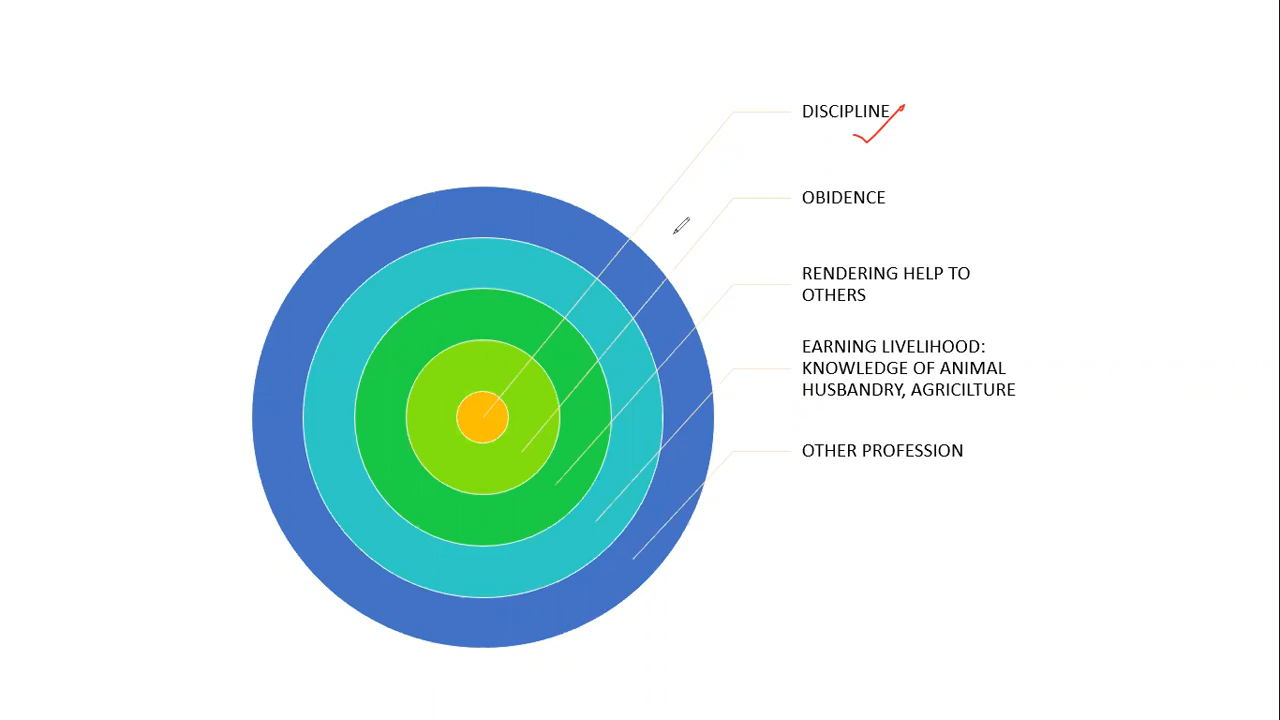 DISCIPLINE
OBIDENCE
RENDERING HELP TO
OTHERS
EARNING LIVELIHOOD:
KNOWLEDGE OF ANIMAL
HUSBANDRY, AGRICILTURE
OTHER PROFESSION